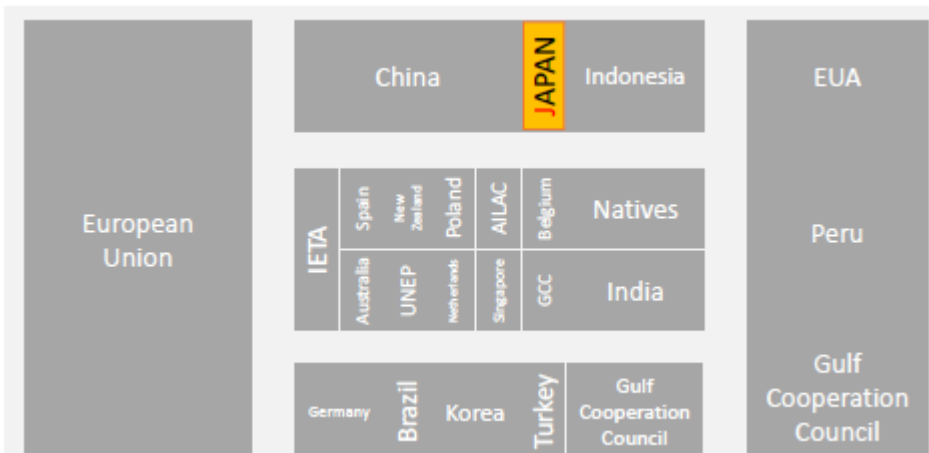 European
Union
China
JAPAN
Indonesia
IETA
Spain
New
Zealand
Poland
AILAC
Belgium
Natives
Australia
UNEP
Netherlands
Singapore
GCC
India
Germany
Brazil
Korea
Turkey
Gulf
Cooperation
Council
EUA
Peru
Gulf
Cooperation
Council